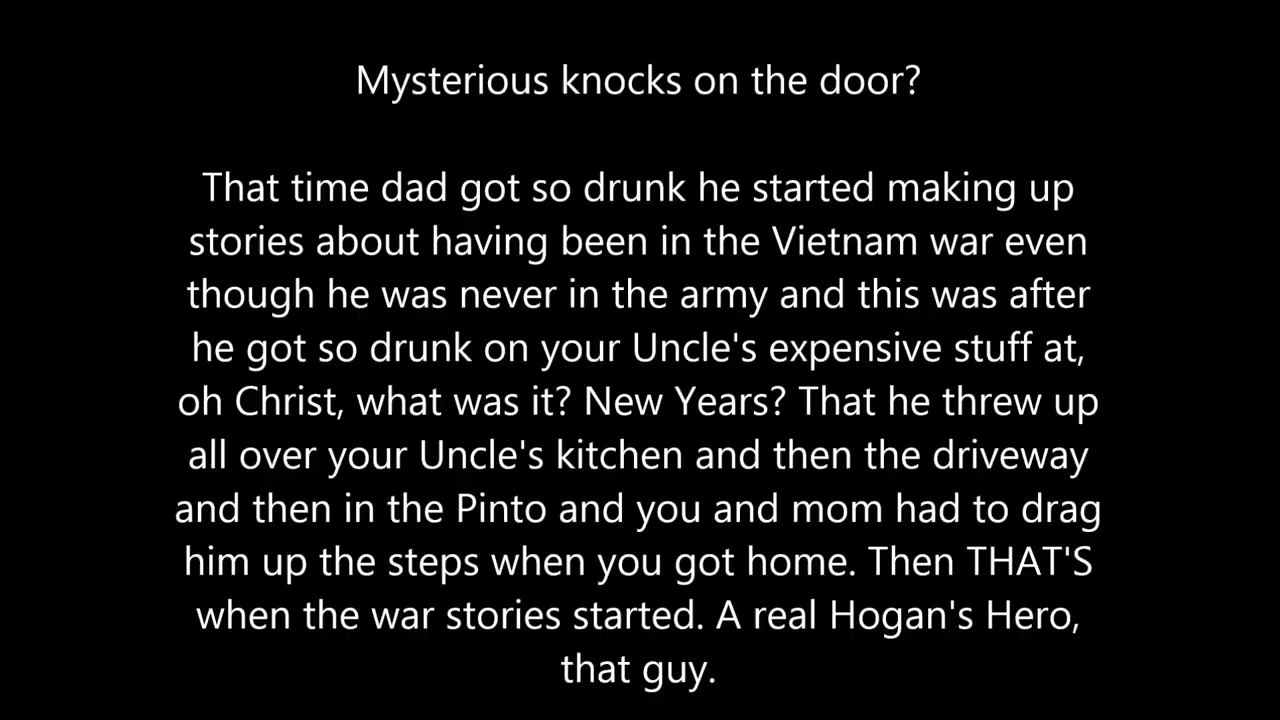 Mysterious knocks on the door?
That time dad got so drunk he started making up
stories about having been in the Vietnam war even
though he was never in the army and this was after
he got so drunk on your Uncle's expensive stuff at,
oh Christ, what was it? New Years? That he threw up
all over your Uncle's kitchen and then the driveway
and then in the Pinto and you and mom had to drag
him up the steps when you got home. Then THAT'S
when the war stories started. A real Hogan's Hero,
that guy.